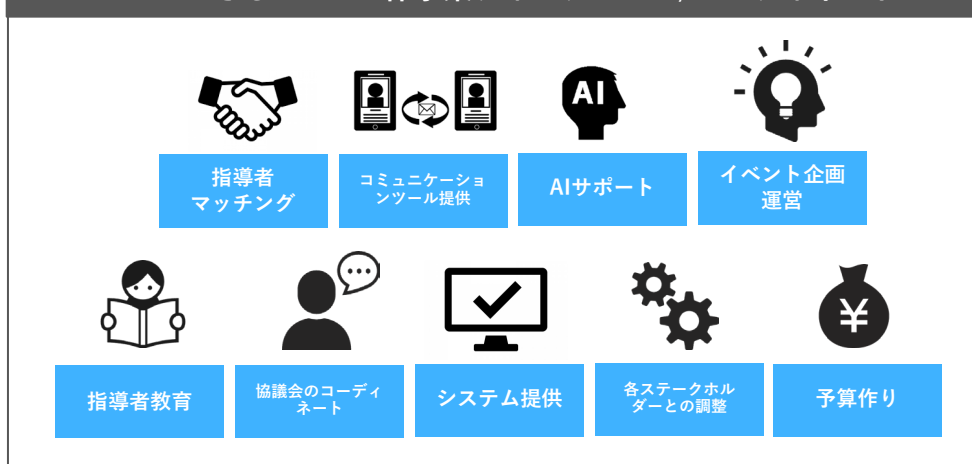 AI
指導者
マッチング
コミュニケーショ
ンツール提供
AIサポート
イベント企画
運営
¥
指導者教育
協議会のコーディ
ネート
システム提供
各ステークホル
ダーとの調整
予算作り